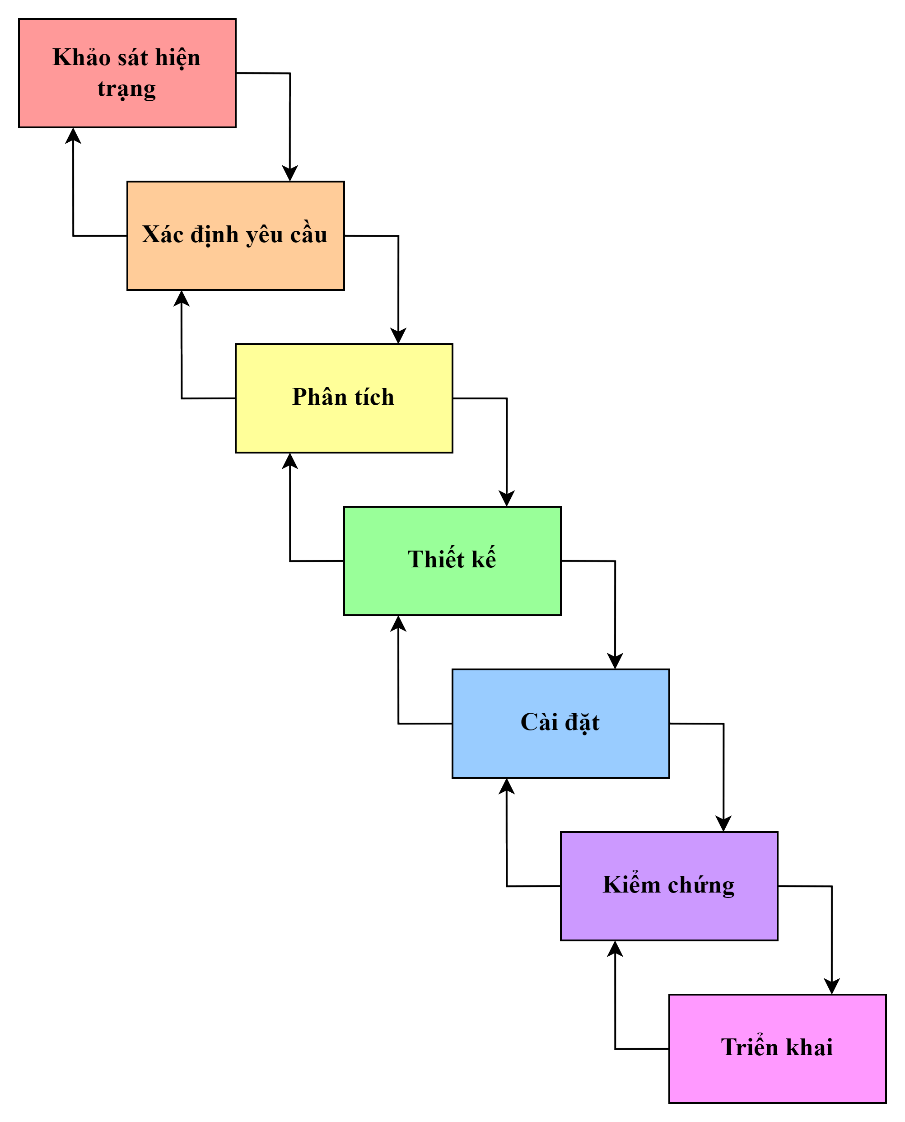 Khảo sát hiện
trạng
Xác định yêu cầu
Phân tích
Thiết kế
Cài đặt
Kiểm chứng
Triển khai